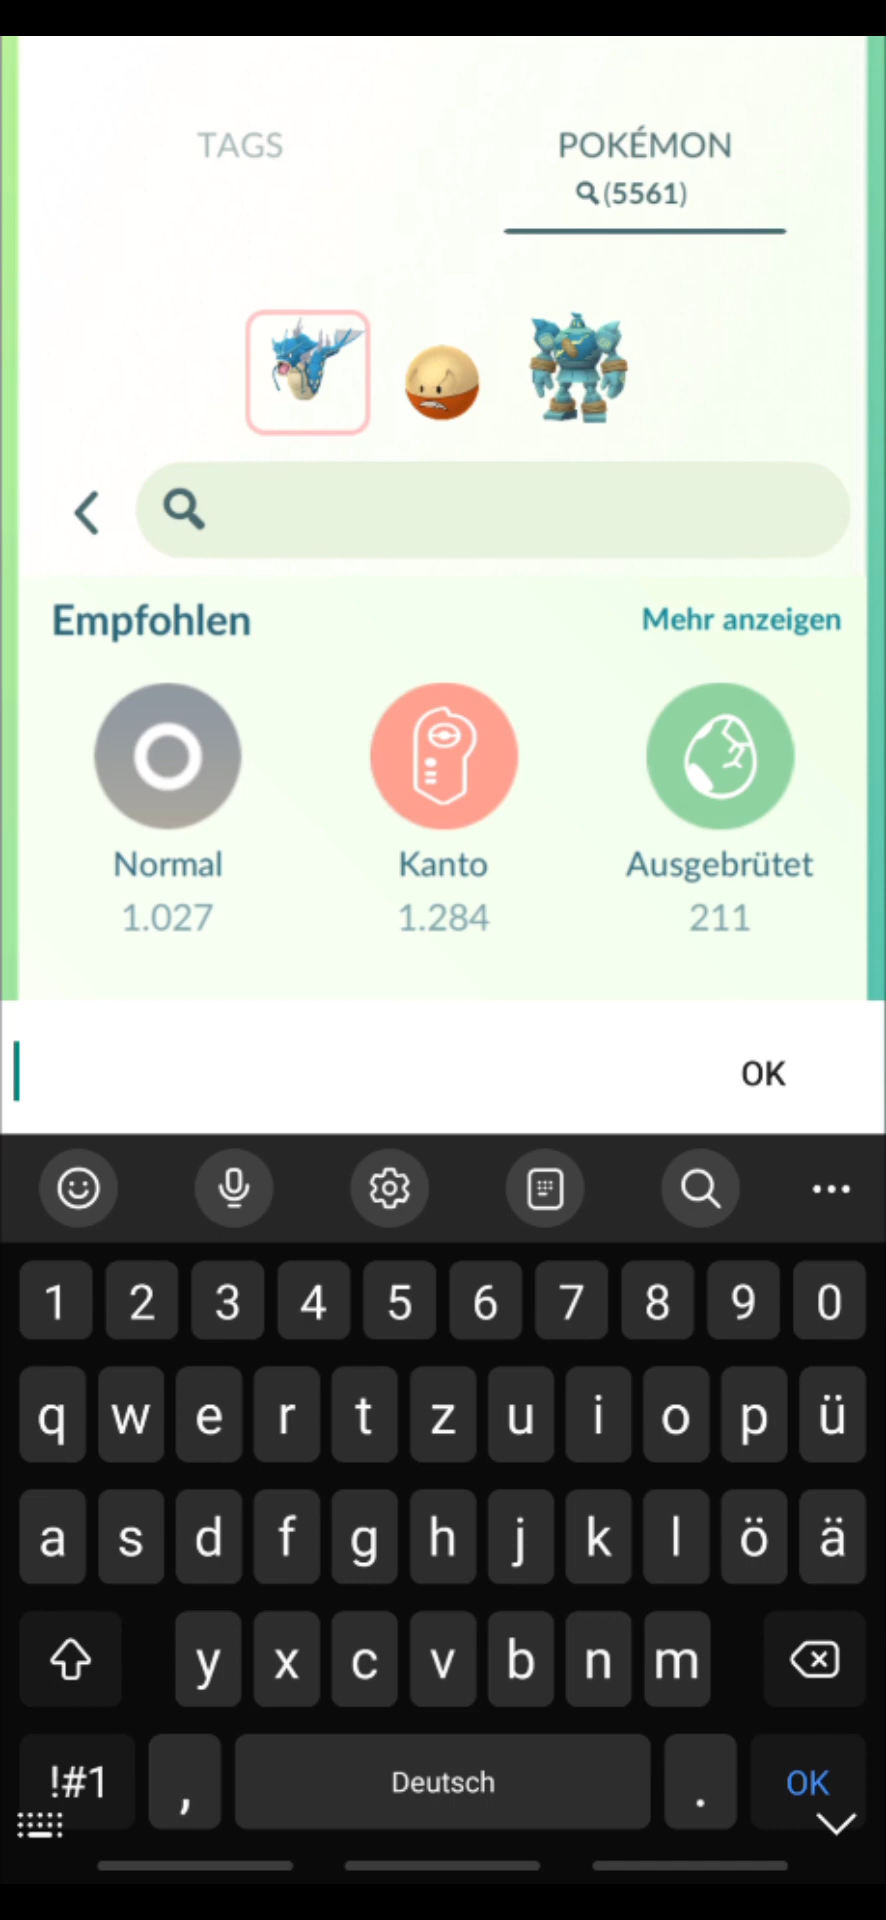 TAGS
POKÉMON
(5561)
Empfohlen
Mehr anzeigen
Normal
Kanto
Ausgebrütet
1.027
1.284
211
OK
1 2 3 4 5 6 7 8 9 0
q w e r t z u i o p ü
a s d f g h j k l ö ä
y x c v b n m
!#1 , Deutsch . OK